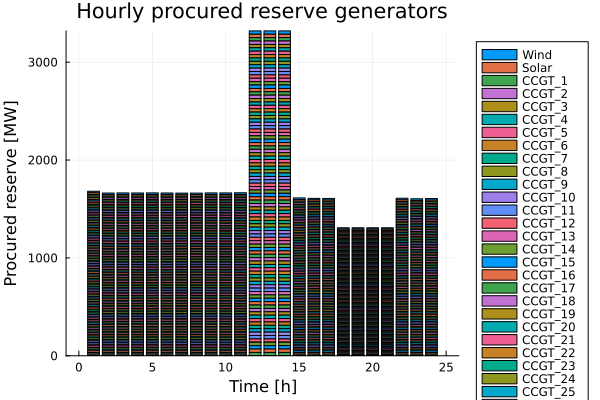 Hourly procured reserve generators
Procured reserve [MW]
3000
2000
1000
0
0 5 10 15 20 25
Time [h]
Wind
Solar
CCGT_1
CCGT_2
CCGT_3
CCGT_4
CCGT_5
CCGT_6
CCGT_7
CCGT_8
CCGT_9
CCGT_10
CCGT_11
CCGT_12
CCGT_13
CCGT_14
CCGT_15
CCGT_16
CCGT_17
CCGT_18
CCGT_19
CCGT_20
CCGT_21
CCGT_22
CCGT_23
CCGT_24
CCGT_25